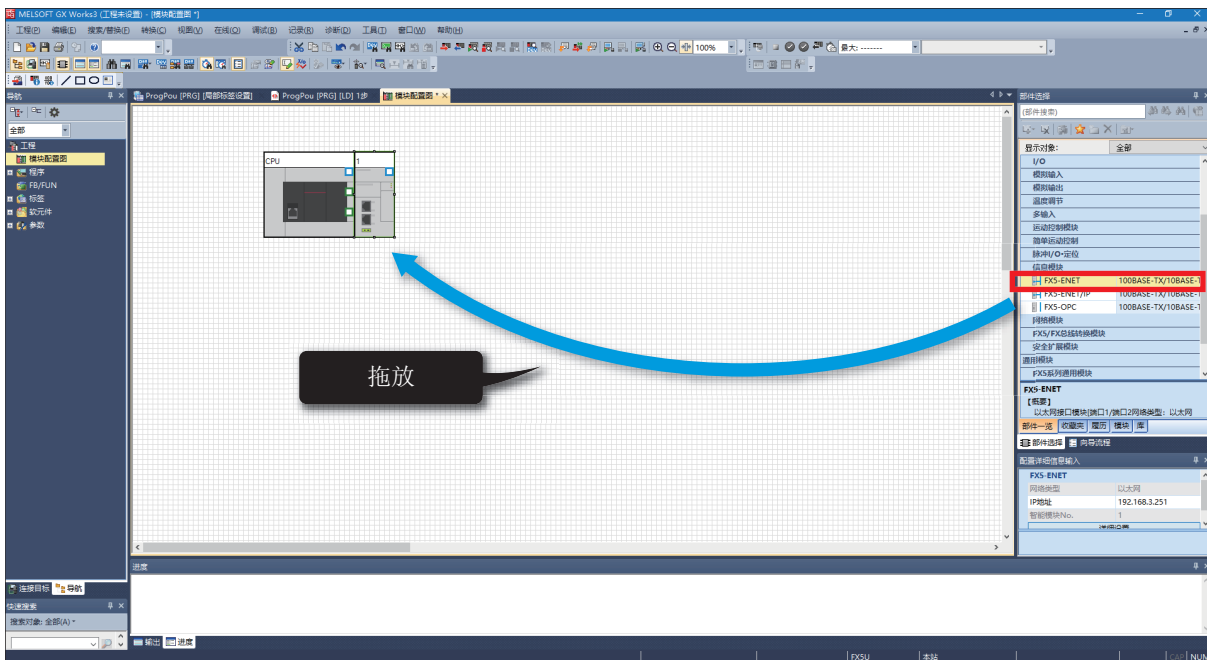 MELSOFT GX Works3 (工程未设置) - [模块配置图 *]
工程(P) 编辑(E) 搜索/替换(F) 转换(C) 视图(V) 在线(O) 调试(B) 记录(R) 诊断(D) 工具(T) 窗口(W) 帮助(H)
100%
最大: -------
导航
ProgPou [PRG] [局部标签设置]
ProgPou [PRG] [LD] 1步
模块配置图 *
部件选择
全部
工程
模块配置图
程序
FB/FUN
标签
软元件
参数
CPU
1
拖放
(部件搜索)
显示对象: 全部
I/O
模拟输入
模拟输出
温度调节
多输入
运动控制模块
简单运动控制
脉冲I/O·定位
信息模块
FX5-ENET 100BASE-TX/10BASE-T
FX5-ENET/IP 100BASE-TX/10BASE-T
FX5-OPC 100BASE-TX/10BASE-T
网络模块
FX5/FX总线转换模块
安全扩展模块
通用模块
FX5系列通用模块
FX5-ENET
【概要】
以太网接口模块(端口1/端口2网络类型：以太网
部件一览 收藏夹 履历 模块 库
部件选择 向导流程
配置详细信息输入
FX5-ENET
网络类型 以太网
IP地址 192.168.3.251
智能模块No. 1
详细设置
进度
连接目标 导航
快速搜索
搜索对象: 全部(A)
输出 进度
FX5U 本站 CAP NUM